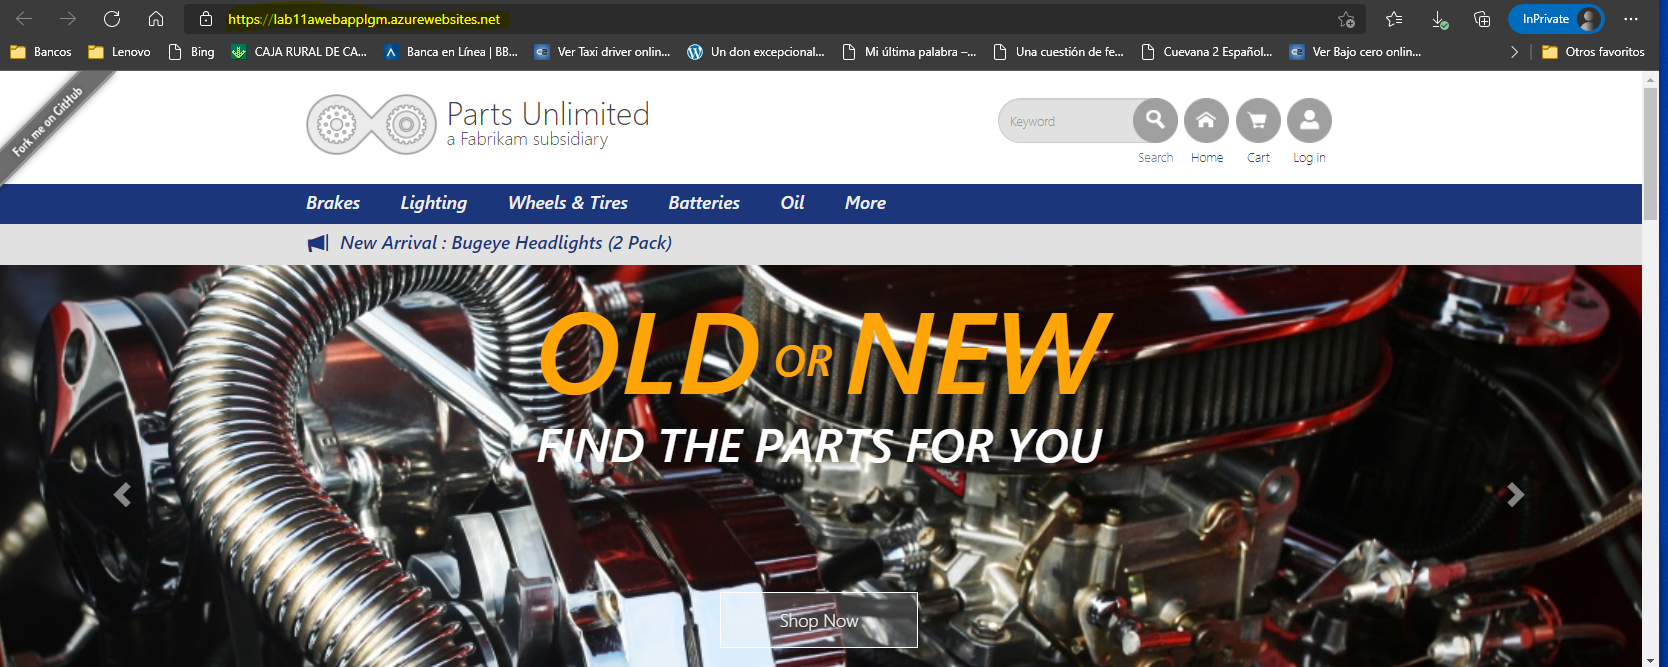 https://lab11awebapplgm.azurewebsites.net
InPrivate
Bancos
Lenovo
Bing
CAJA RURAL DE CA...
Banca en Línea | BB...
Ver Taxi driver onlin...
Un don excepcional...
Mi última palabra –...
Una cuestión de fe...
Cuevana 2 Español...
Ver Bajo cero onlin...
Otros favoritos
Fork me on GitHub
Parts Unlimited
a Fabrikam subsidiary
Keyword
Search
Home
Cart
Log in
Brakes
Lighting
Wheels & Tires
Batteries
Oil
More
New Arrival : Bugeye Headlights (2 Pack)
OLD OR NEW
FIND THE PARTS FOR YOU
Shop Now